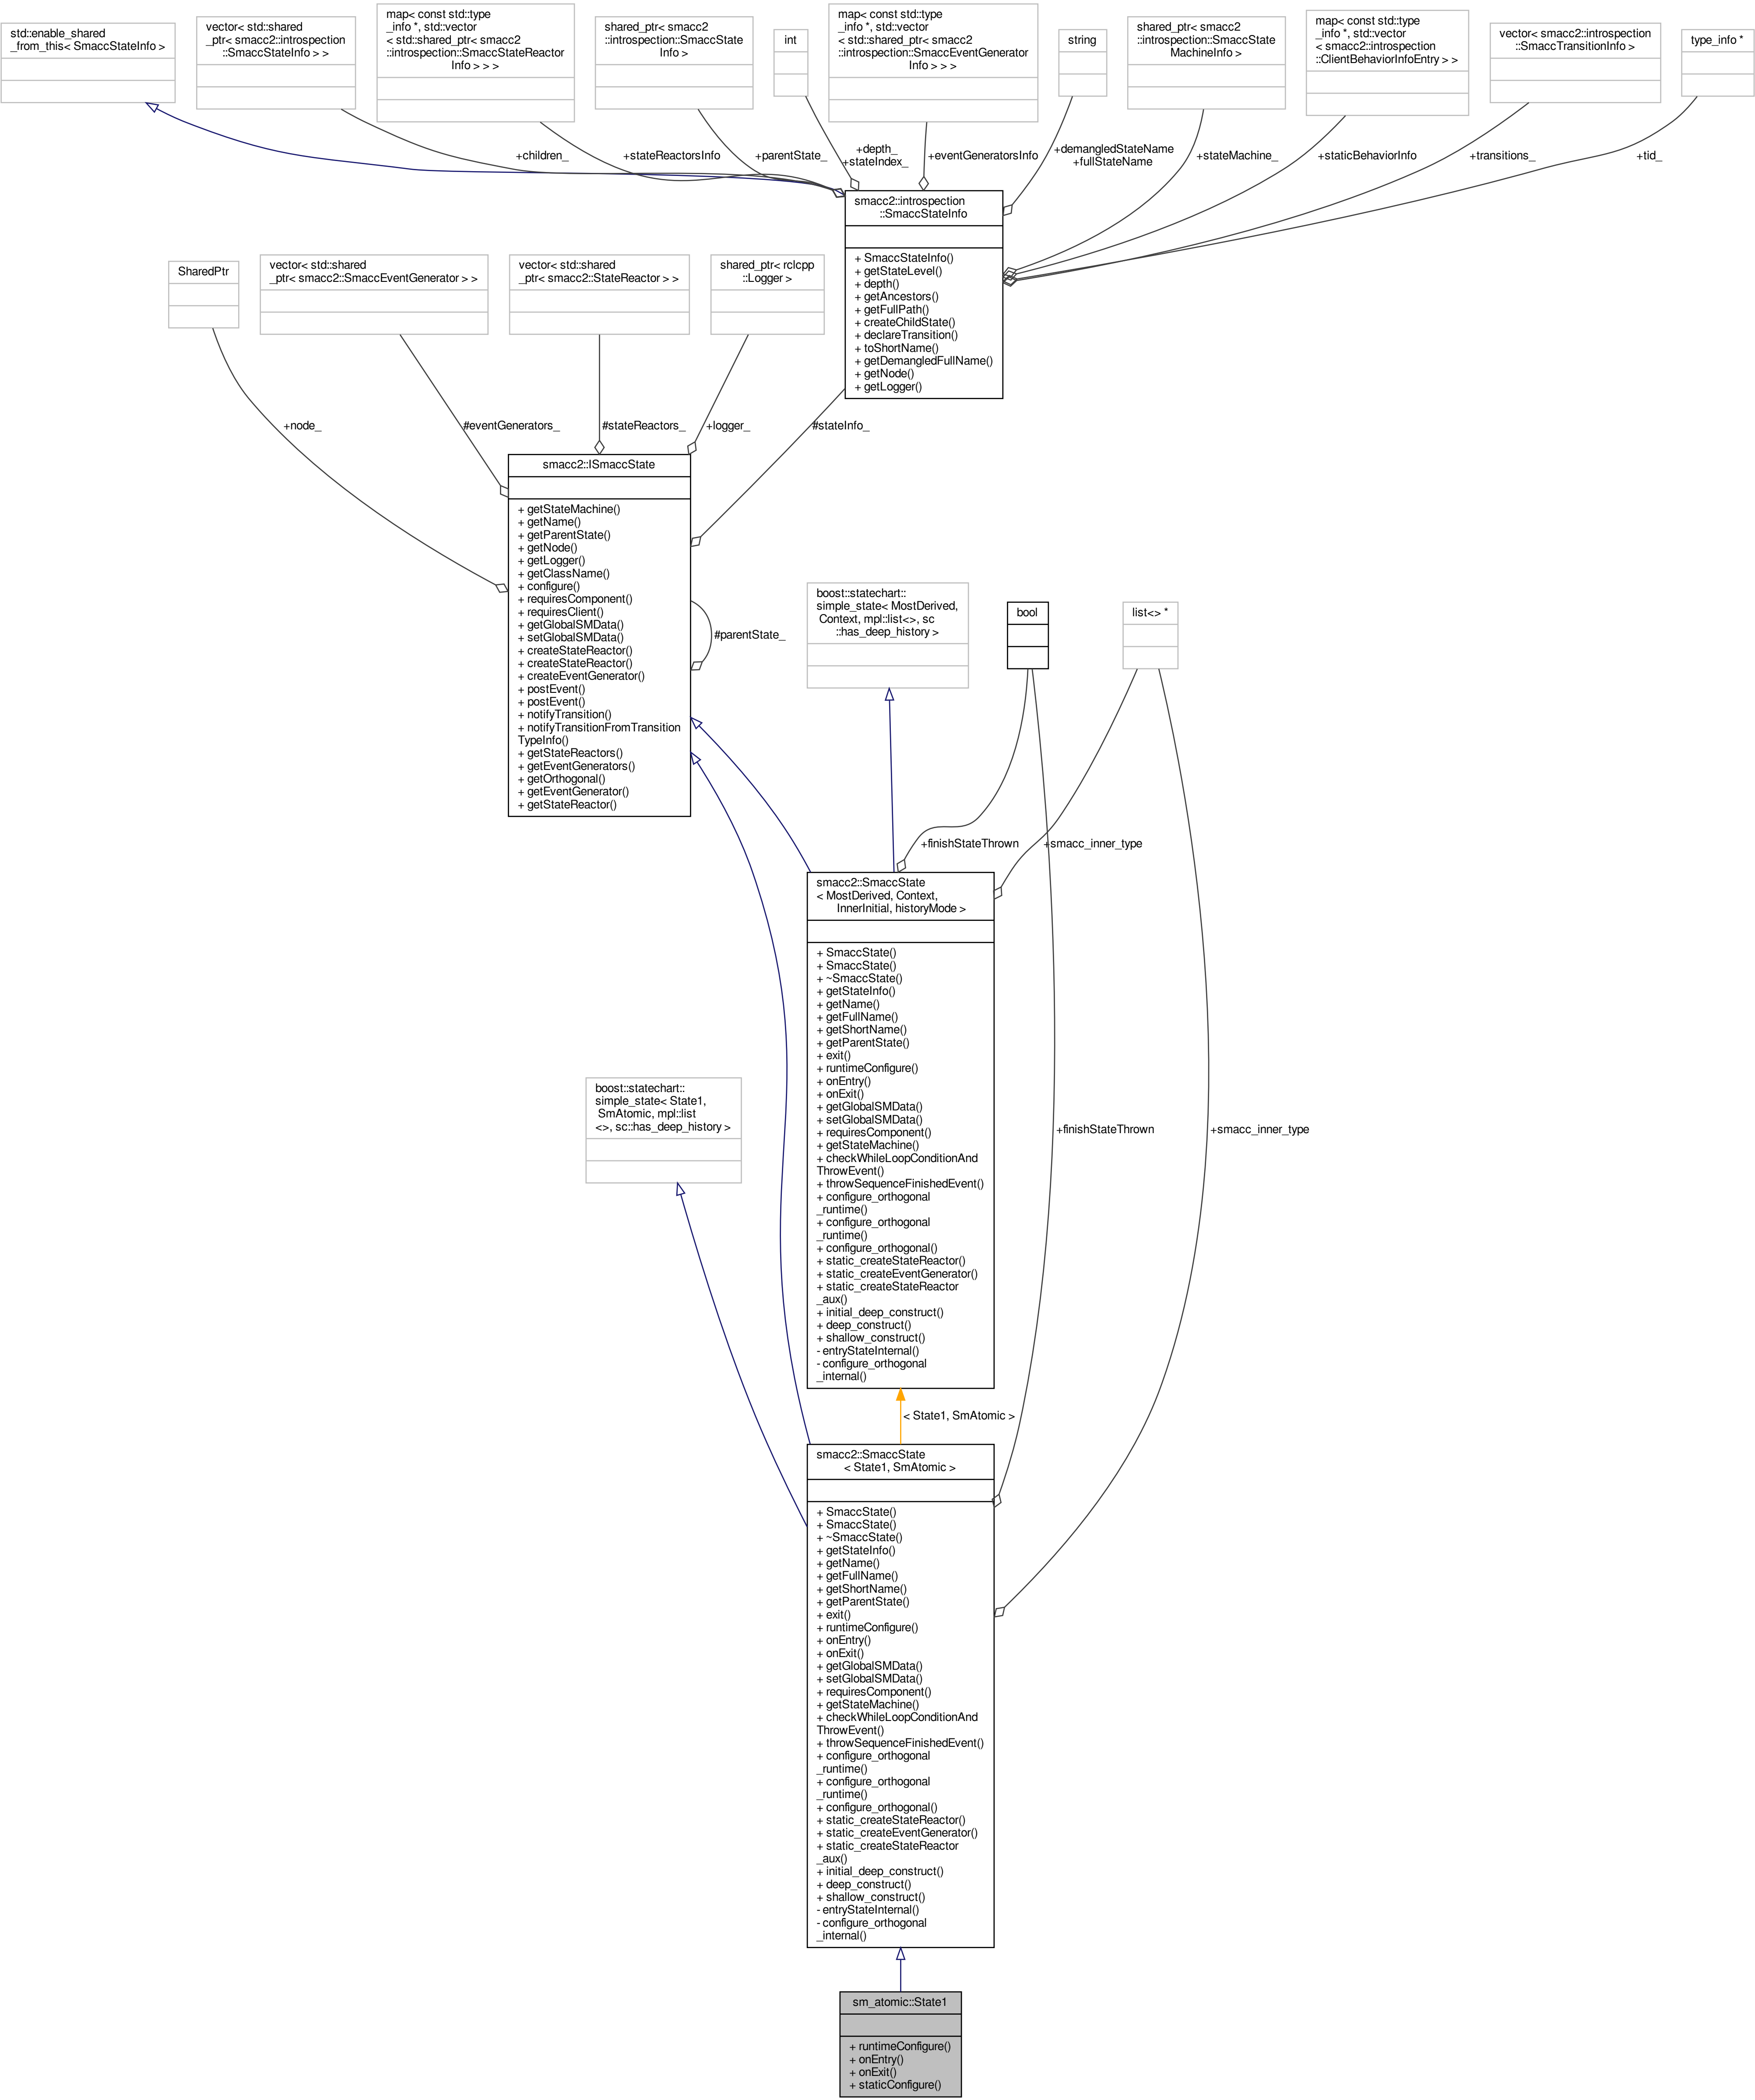 std::enable_shared
_from_this< SmaccStateInfo >
vector< std::shared
_ptr< smacc2::introspection
::SmaccStateInfo > >
map< const std::type
_info *, std::vector
< std::shared_ptr< smacc2
::introspection::SmaccStateReactor
Info > > >
shared_ptr< smacc2
::introspection::SmaccState
Info >
int
map< const std::type
_info *, std::vector
< std::shared_ptr< smacc2
::introspection::SmaccEventGenerator
Info > > >
string
shared_ptr< smacc2
::introspection::SmaccState
MachineInfo >
map< const std::type
_info *, std::vector
< smacc2::introspection
::ClientBehaviorInfoEntry > >
vector< smacc2::introspection
::SmaccTransitionInfo >
type_info *
+children_
+stateReactorsInfo
+parentState_
+depth_
+stateIndex_
+eventGeneratorsInfo
+demangledStateName
+fullStateName
+stateMachine_
+staticBehaviorInfo
+transitions_
+tid_
smacc2::introspection
::SmaccStateInfo
+ SmaccStateInfo()
+ getStateLevel()
+ depth()
+ getAncestors()
+ getFullPath()
+ createChildState()
+ declareTransition()
+ toShortName()
+ getDemangledFullName()
+ getNode()
+ getLogger()
SharedPtr
vector< std::shared
_ptr< smacc2::SmaccEventGenerator > >
vector< std::shared
_ptr< smacc2::StateReactor > >
shared_ptr< rclcpp
::Logger >
+node_
#eventGenerators_
#stateReactors_
+logger_
#stateInfo_
smacc2::ISmaccState
+ getStateMachine()
+ getName()
+ getParentState()
+ getNode()
+ getLogger()
+ getClassName()
+ configure()
+ requiresComponent()
+ requiresClient()
+ getGlobalSMData()
+ setGlobalSMData()
+ createStateReactor()
+ createStateReactor()
+ createEventGenerator()
+ postEvent()
+ postEvent()
+ notifyTransition()
+ notifyTransitionFromTransition
TypeInfo()
+ getStateReactors()
+ getEventGenerators()
+ getOrthogonal()
+ getEventGenerator()
+ getStateReactor()
#parentState_
boost::statechart::
simple_state< MostDerived,
Context, mpl::list<>, sc
::has_deep_history >
bool
list<> *
+finishStateThrown
+smacc_inner_type
smacc2::SmaccState
< MostDerived, Context,
InnerInitial, historyMode >
+ SmaccState()
+ SmaccState()
+ ~SmaccState()
+ getStateInfo()
+ getName()
+ getFullName()
+ getShortName()
+ getParentState()
+ exit()
+ runtimeConfigure()
+ onEntry()
+ onExit()
+ getGlobalSMData()
+ setGlobalSMData()
+ requiresComponent()
+ getStateMachine()
+ checkWhileLoopConditionAnd
ThrowEvent()
+ throwSequenceFinishedEvent()
+ configure_orthogonal
_runtime()
+ configure_orthogonal
_runtime()
+ configure_orthogonal()
+ static_createStateReactor()
+ static_createEventGenerator()
+ static_createStateReactor
_aux()
+ initial_deep_construct()
+ deep_construct()
+ shallow_construct()
- entryStateInternal()
- configure_orthogonal
_internal()
boost::statechart::
simple_state< State1,
SmAtomic, mpl::list
<>, sc::has_deep_history >
+finishStateThrown
+smacc_inner_type
< State1, SmAtomic >
smacc2::SmaccState
< State1, SmAtomic >
+ SmaccState()
+ SmaccState()
+ ~SmaccState()
+ getStateInfo()
+ getName()
+ getFullName()
+ getShortName()
+ getParentState()
+ exit()
+ runtimeConfigure()
+ onEntry()
+ onExit()
+ getGlobalSMData()
+ setGlobalSMData()
+ requiresComponent()
+ getStateMachine()
+ checkWhileLoopConditionAnd
ThrowEvent()
+ throwSequenceFinishedEvent()
+ configure_orthogonal
_runtime()
+ configure_orthogonal
_runtime()
+ configure_orthogonal()
+ static_createStateReactor()
+ static_createEventGenerator()
+ static_createStateReactor
_aux()
+ initial_deep_construct()
+ deep_construct()
+ shallow_construct()
- entryStateInternal()
- configure_orthogonal
_internal()
sm_atomic::State1
+ runtimeConfigure()
+ onEntry()
+ onExit()
+ staticConfigure()